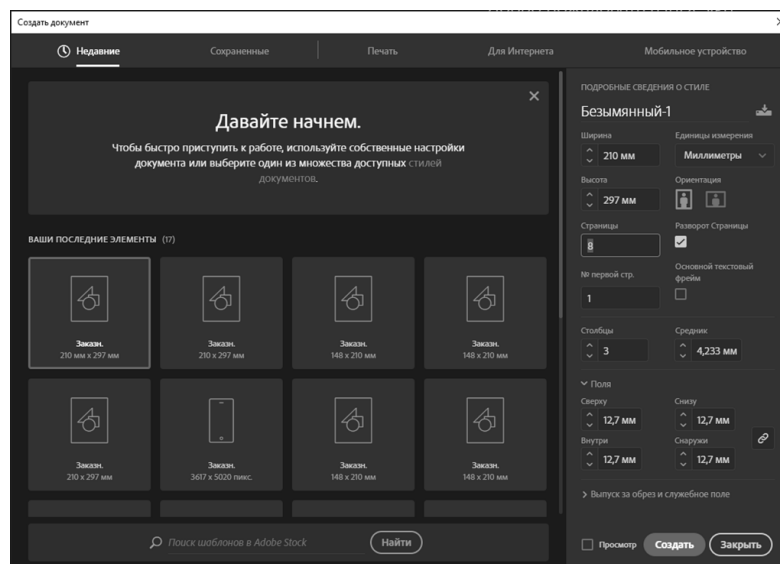 Создать документ
Недавние
Сохраненные
Печать
Для Интернета
Мобильное устройство
Давайте начнем.
Чтобы быстро приступить к работе, используйте собственные настройки
документа или выберите один из множества доступных стилей
документов.
ВАШИ ПОСЛЕДНИЕ ЭЛЕМЕНТЫ (17)
Заказн.
210 мм x 297 мм
Заказн.
210 x 297 мм
Заказн.
148 x 210 мм
Заказн.
148 x 210 мм
Заказн.
210 x 297 мм
Заказн.
3617 x 5020 пикс.
Заказн.
148 x 210 мм
Заказн.
148 x 210 мм
Поиск шаблонов в Adobe Stock
Найти
ПОДРОБНЫЕ СВЕДЕНИЯ О СТИЛЕ
Безымянный-1
Ширина
Единицы измерения
210 мм
Миллиметры
Высота
Ориентация
297 мм
Страницы
Разворот Страницы
8
№ первой стр.
Основной текстовый
фрейм
1
Столбцы
Средник
3
4,233 мм
Поля
Сверху
Снизу
12,7 мм
12,7 мм
Внутри
Снаружи
12,7 мм
12,7 мм
Выпуск за обрез и служебное поле
Просмотр
Создать
Закрыть